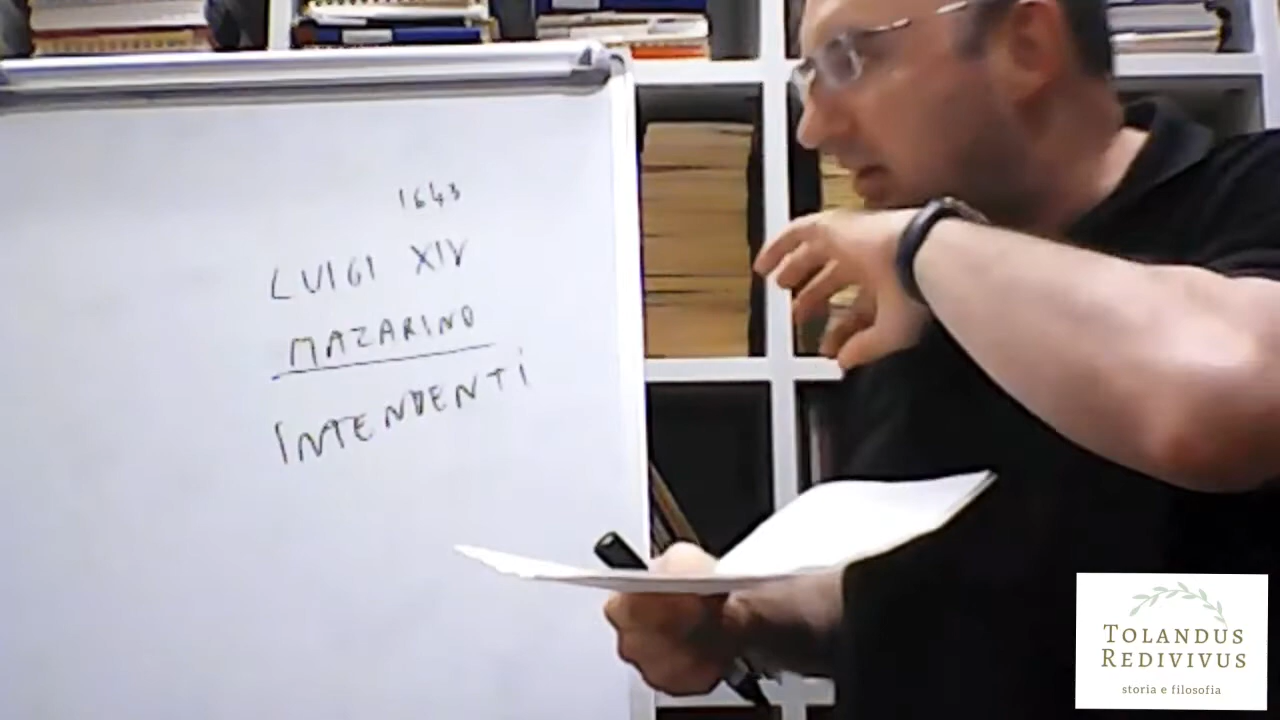 1643
LUIGI XIV
MAZARINO
INTENDENTI
TOLANDUS
REDIVIVUS
storia e filosofia